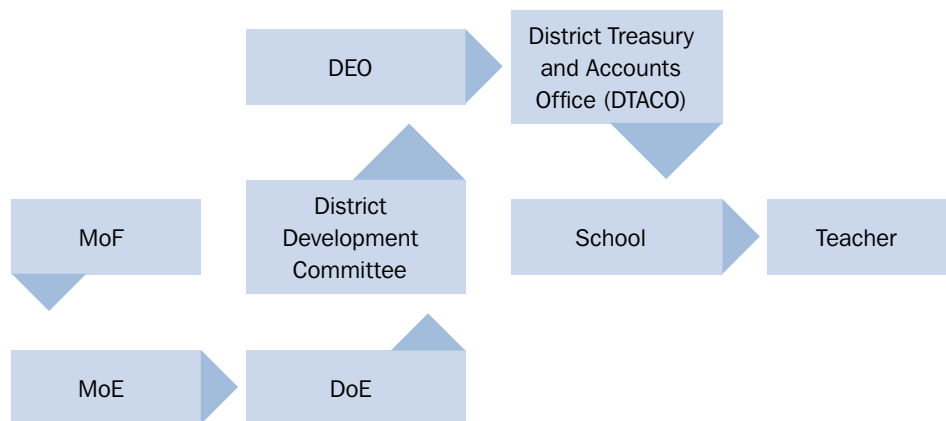 DEO
District Treasury
and Accounts
Office (DTACO)
MoF
District
Development
Committee
School
Teacher
MoE
DoE